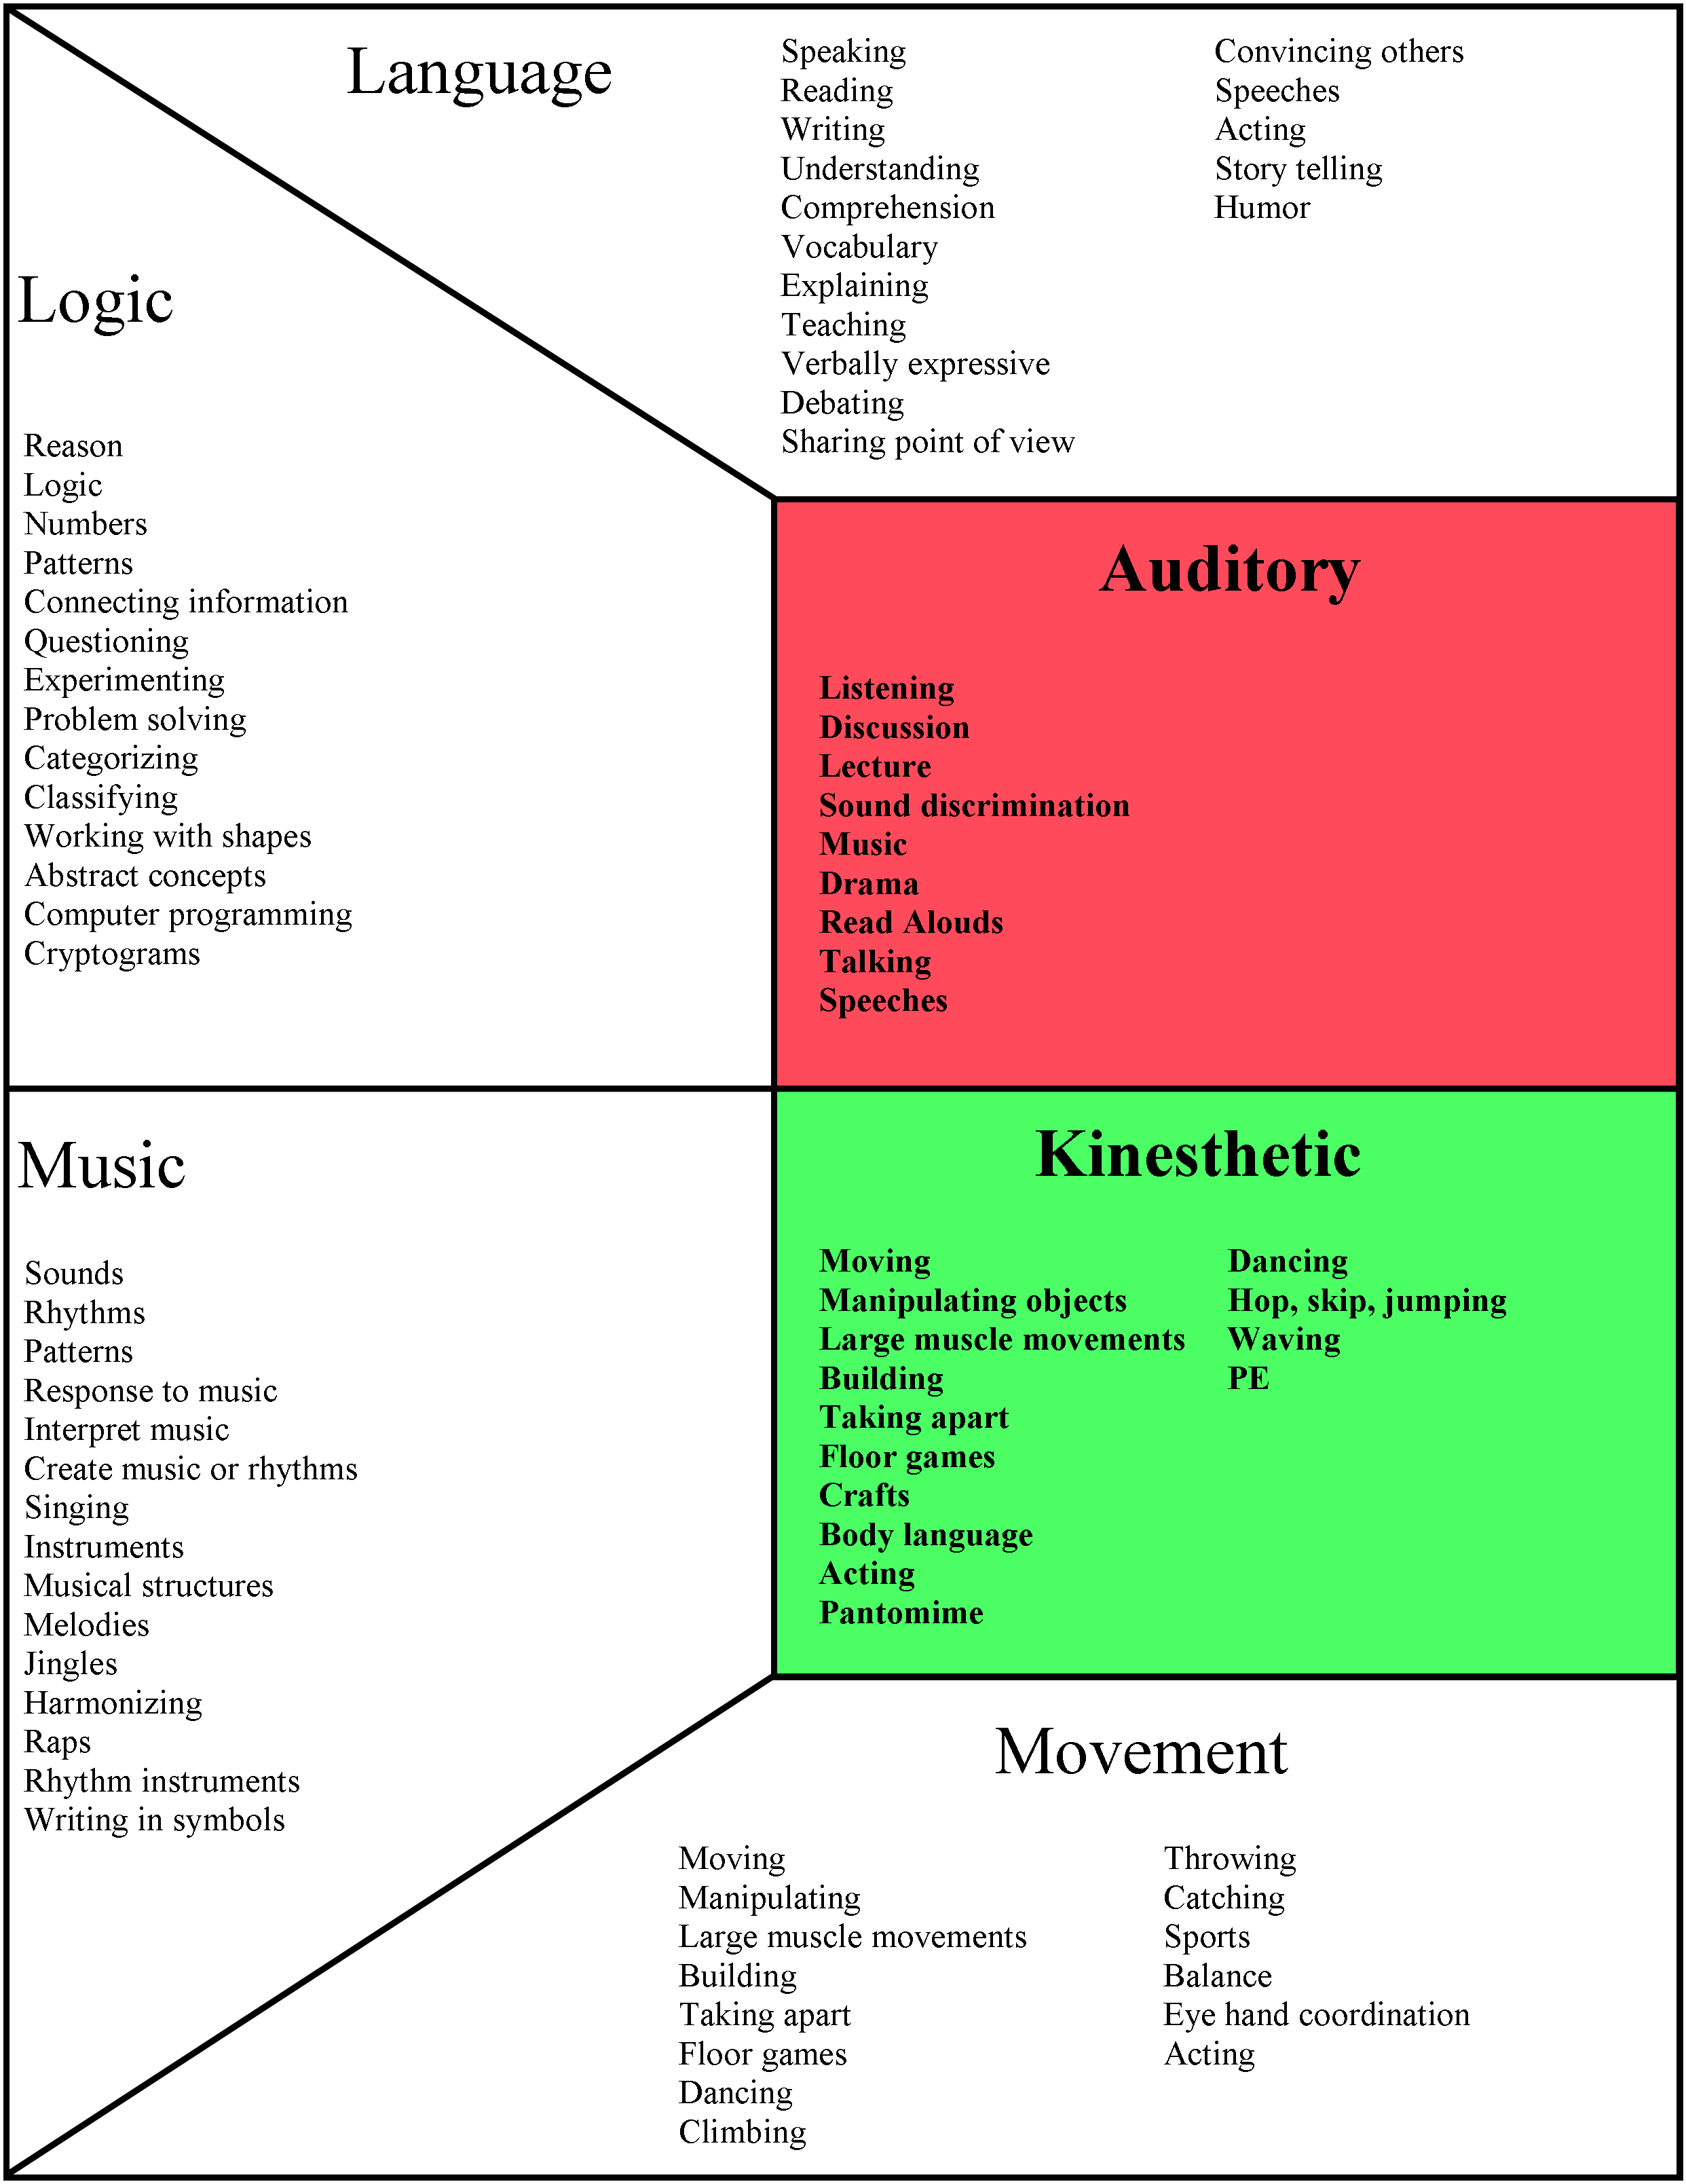 Language
Speaking
Reading
Writing
Understanding
Comprehension
Vocabulary
Explaining
Teaching
Verbally expressive
Debating
Sharing point of view
Convincing others
Speeches
Acting
Story telling
Humor
Logic
Reason
Logic
Numbers
Patterns
Connecting information
Questioning
Experimenting
Problem solving
Categorizing
Classifying
Working with shapes
Abstract concepts
Computer programming
Cryptograms
Auditory
Listening
Discussion
Lecture
Sound discrimination
Music
Drama
Read Alouds
Talking
Speeches
Music
Sounds
Rhythms
Patterns
Response to music
Interpret music
Create music or rhythms
Singing
Instruments
Musical structures
Melodies
Jingles
Harmonizing
Raps
Rhythm instruments
Writing in symbols
Kinesthetic
Moving
Manipulating objects
Large muscle movements
Building
Taking apart
Floor games
Crafts
Body language
Acting
Pantomime
Dancing
Hop, skip, jumping
Waving
PE
Movement
Moving
Manipulating
Large muscle movements
Building
Taking apart
Floor games
Dancing
Climbing
Throwing
Catching
Sports
Balance
Eye hand coordination
Acting